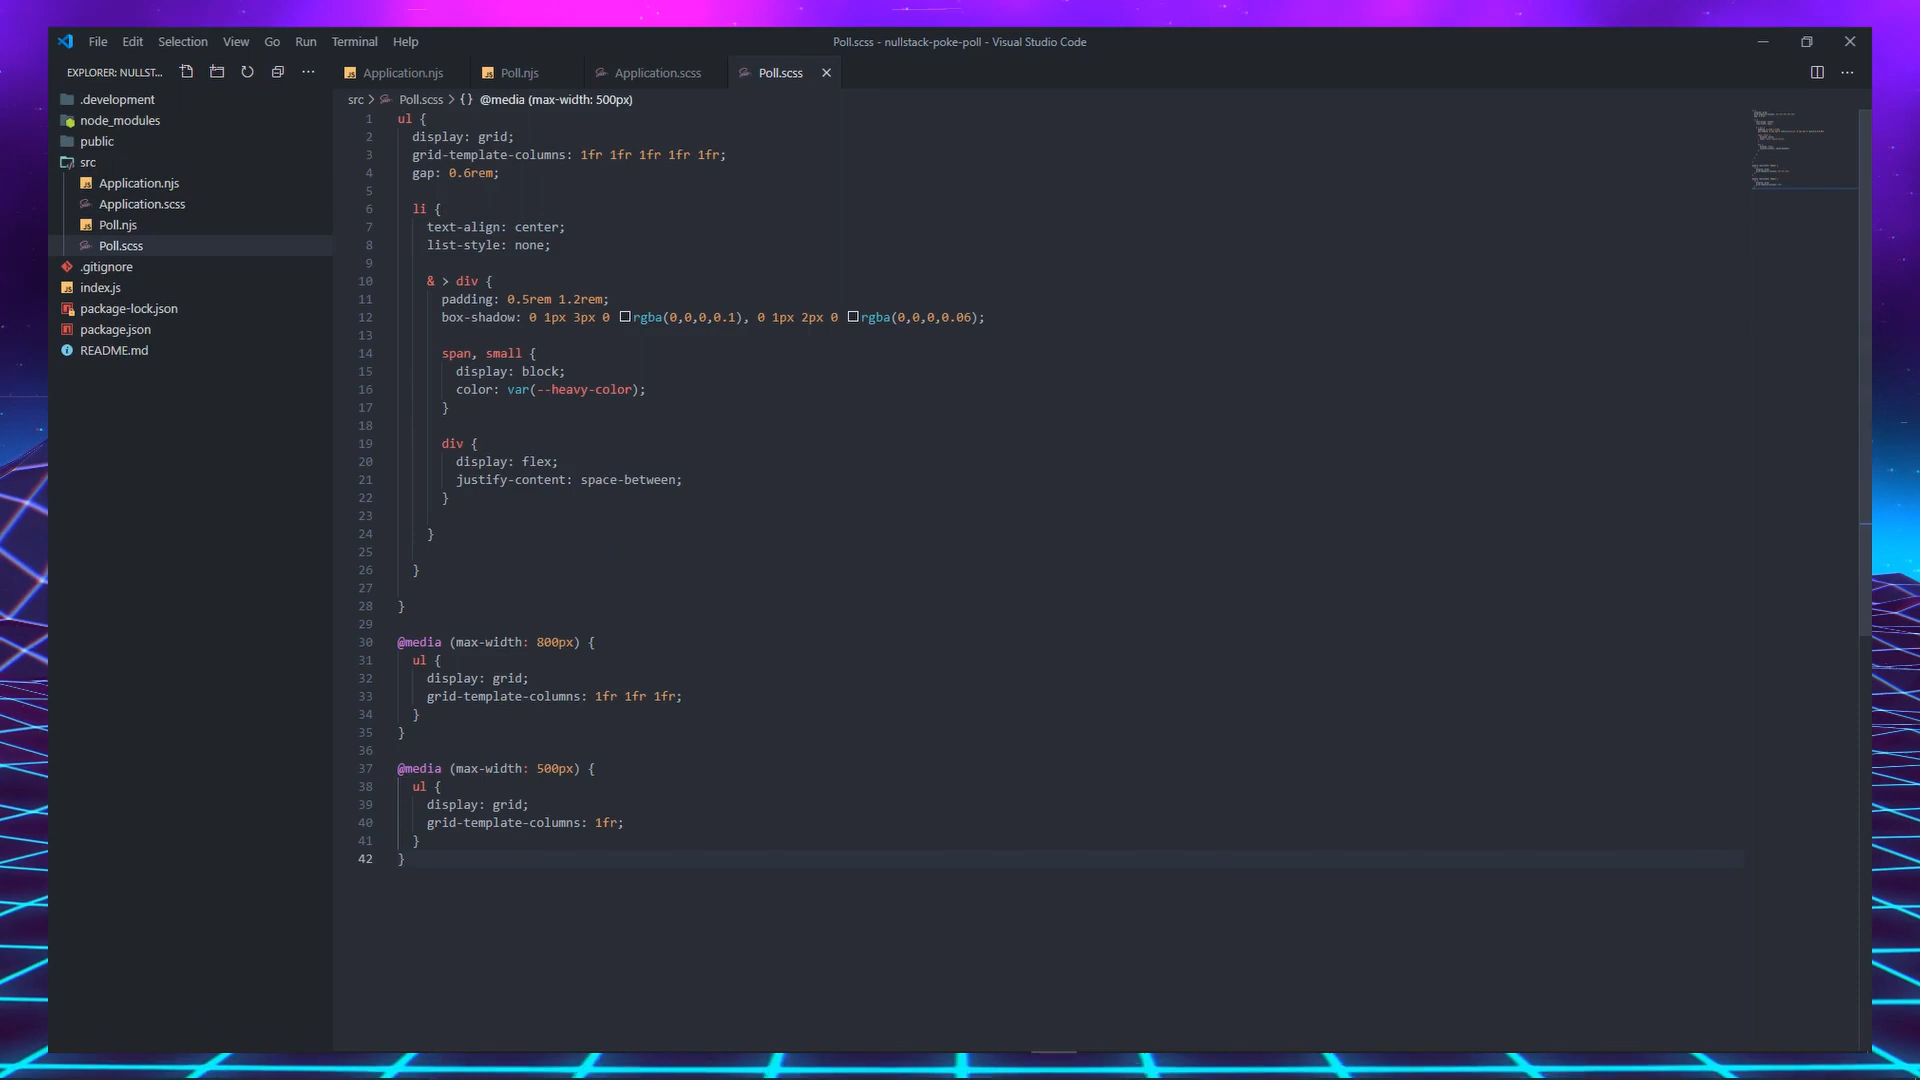 File Edit Selection View Go Run Terminal Help
Poll.scss - nullstack-poke-poll - Visual Studio Code
EXPLORER: NULLST...
Application.njs
Poll.njs
Application.scss
Poll.scss
.development
node_modules
public
src
Application.njs
Application.scss
Poll.njs
Poll.scss
.gitignore
index.js
package-lock.json
package.json
README.md
src > Poll.scss > {} @media (max-width: 500px)
1 ul {
2 display: grid;
3 grid-template-columns: 1fr 1fr 1fr 1fr 1fr;
4 gap: 0.6rem;
5
6 li {
7 text-align: center;
8 list-style: none;
9
10 & > div {
11 padding: 0.5rem 1.2rem;
12 box-shadow: 0 1px 3px 0 rgba(0,0,0,0.1), 0 1px 2px 0 rgba(0,0,0,0.06);
13
14 span, small {
15 display: block;
16 color: var(--heavy-color);
17 }
18
19 div {
20 display: flex;
21 justify-content: space-between;
22 }
23
24 }
25
26 }
27
28 }
29
30 @media (max-width: 800px) {
31 ul {
32 display: grid;
33 grid-template-columns: 1fr 1fr 1fr;
34 }
35 }
36
37 @media (max-width: 500px) {
38 ul {
39 display: grid;
40 grid-template-columns: 1fr;
41 }
42 }